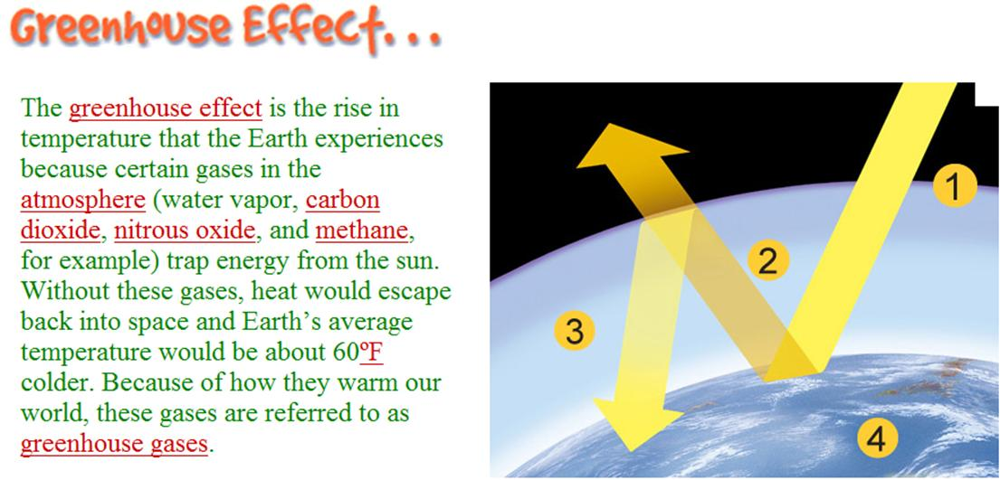 Greenhouse Effect...
The greenhouse effect is the rise in
temperature that the Earth experiences
because certain gases in the
atmosphere (water vapor, carbon
dioxide, nitrous oxide, and methane,
for example) trap energy from the sun.
Without these gases, heat would escape
back into space and Earth's average
temperature would be about 60ºF
colder. Because of how they warm our
world, these gases are referred to as
greenhouse gases.
1
2
3
4